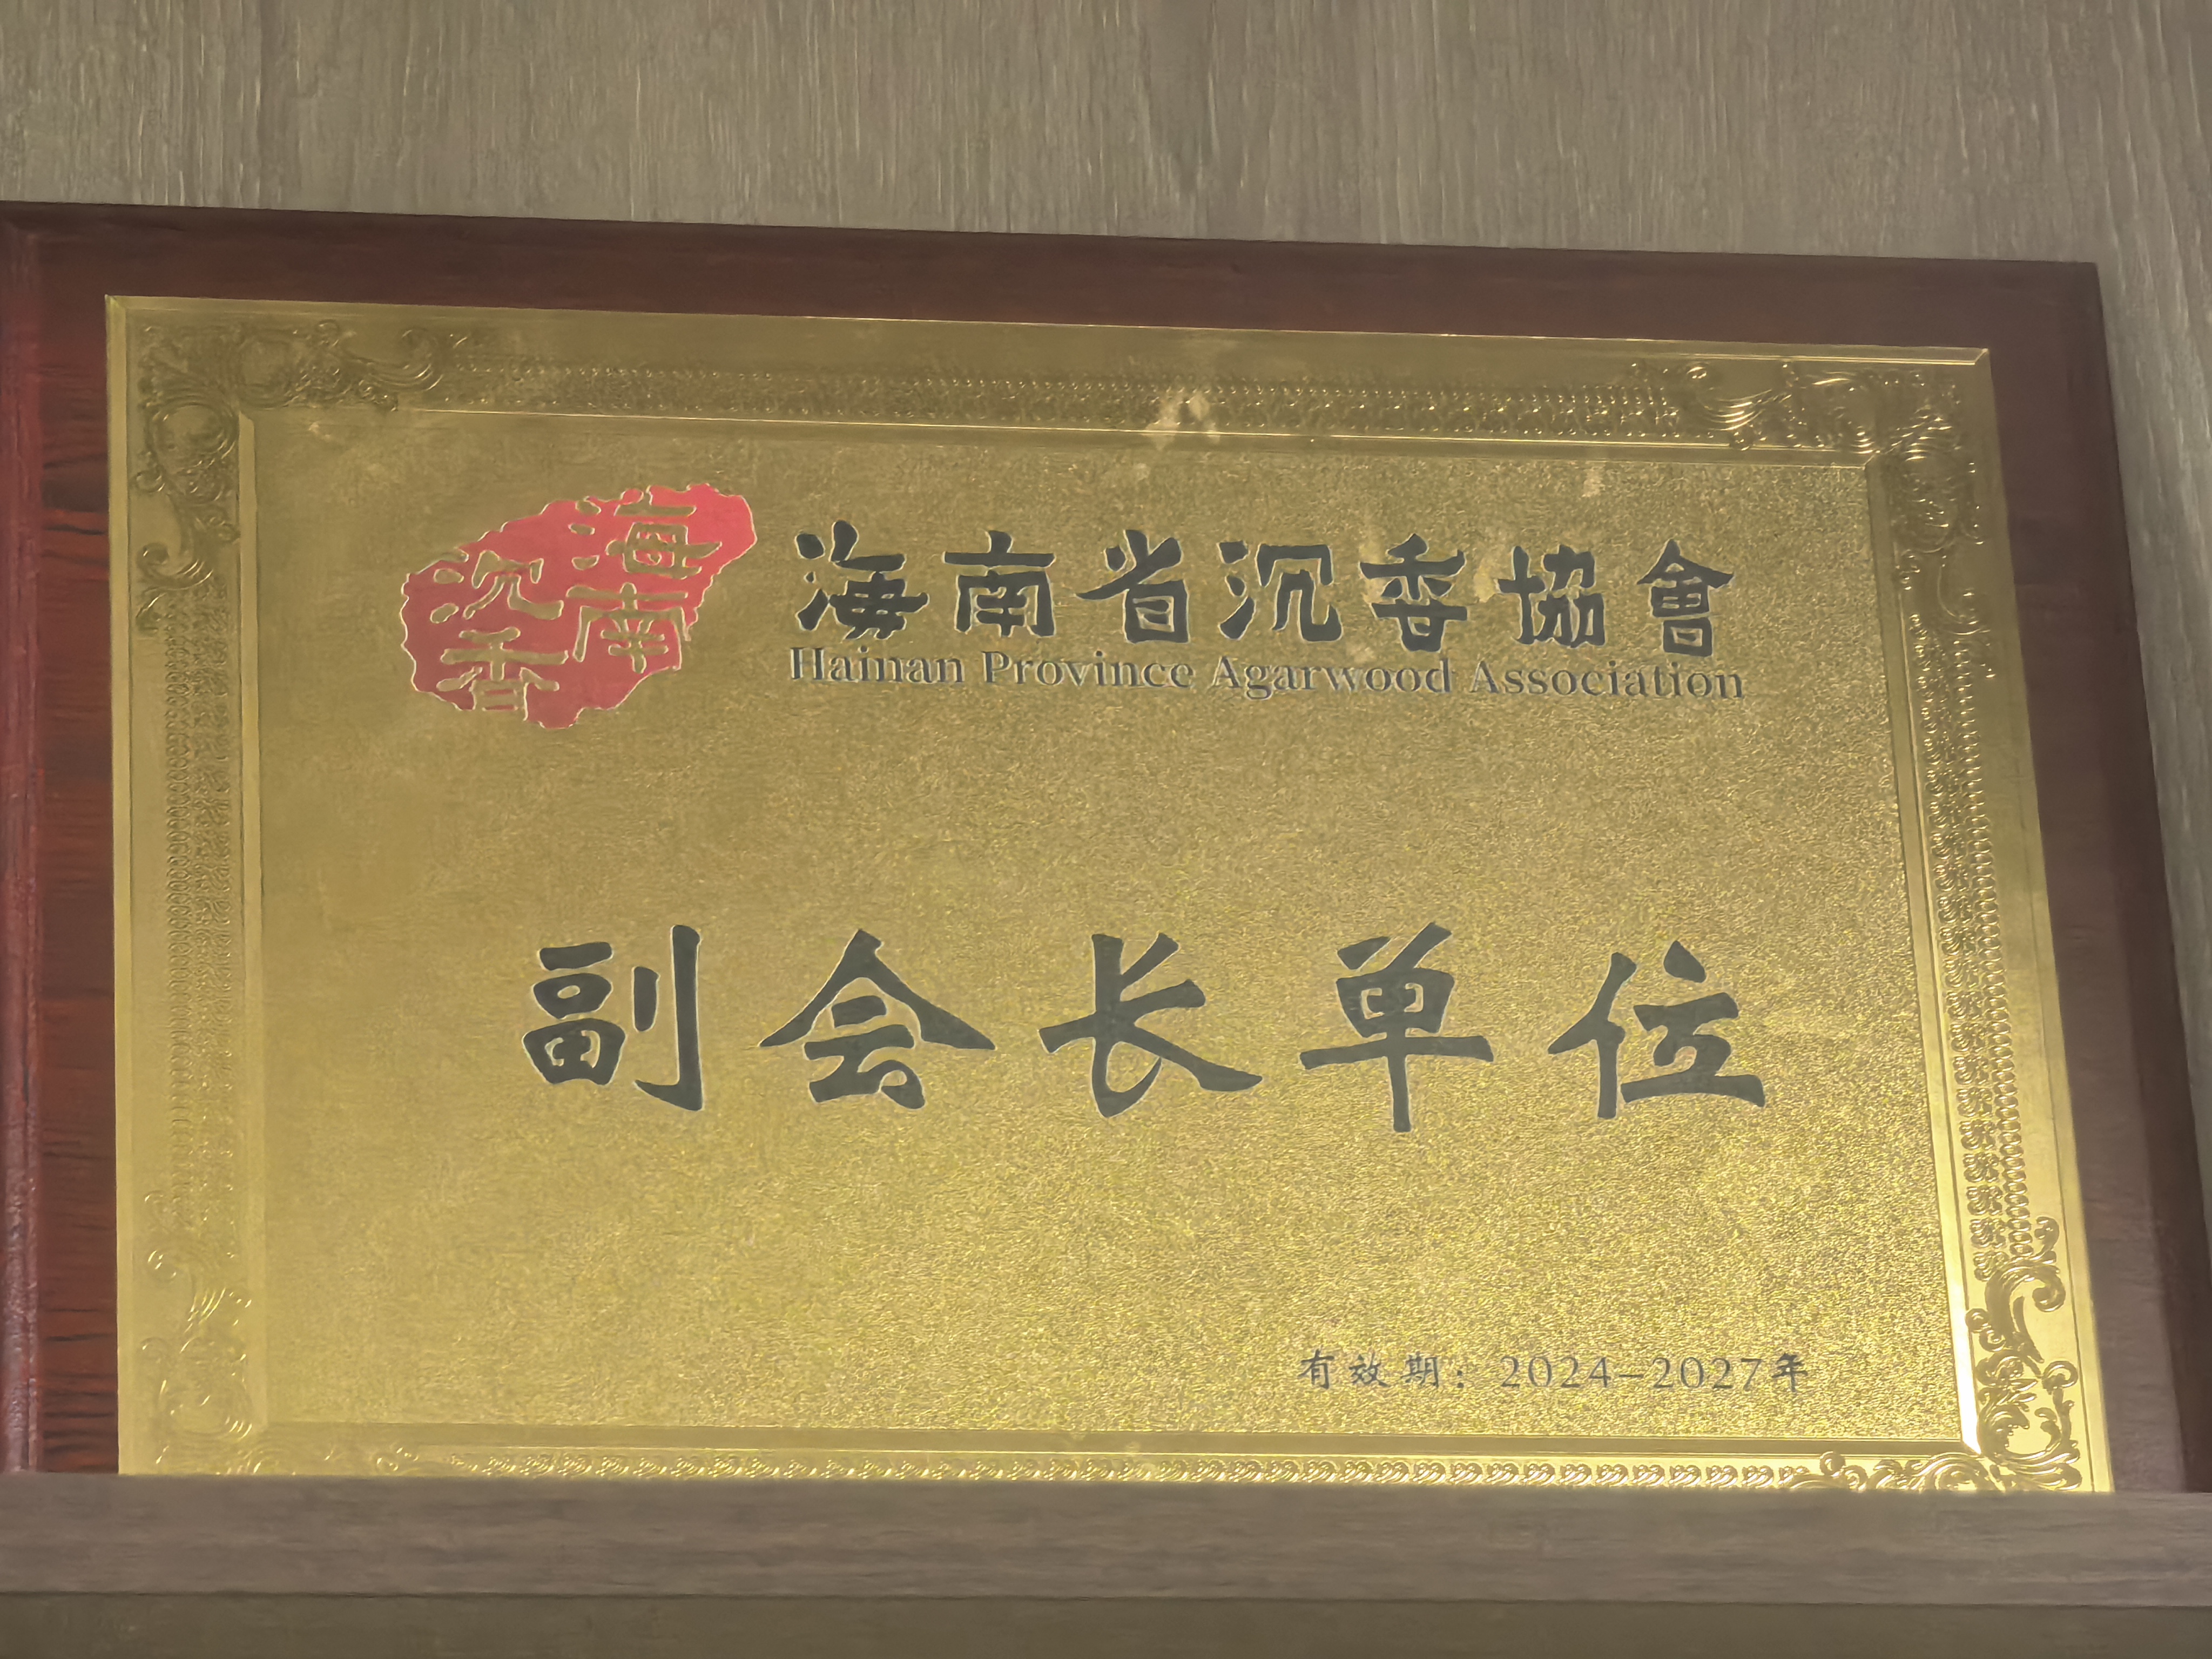 海南
沉香
海南省沉香協會
Hainan Province Agarwood Association
副会长单位
有效期：2024-2027年